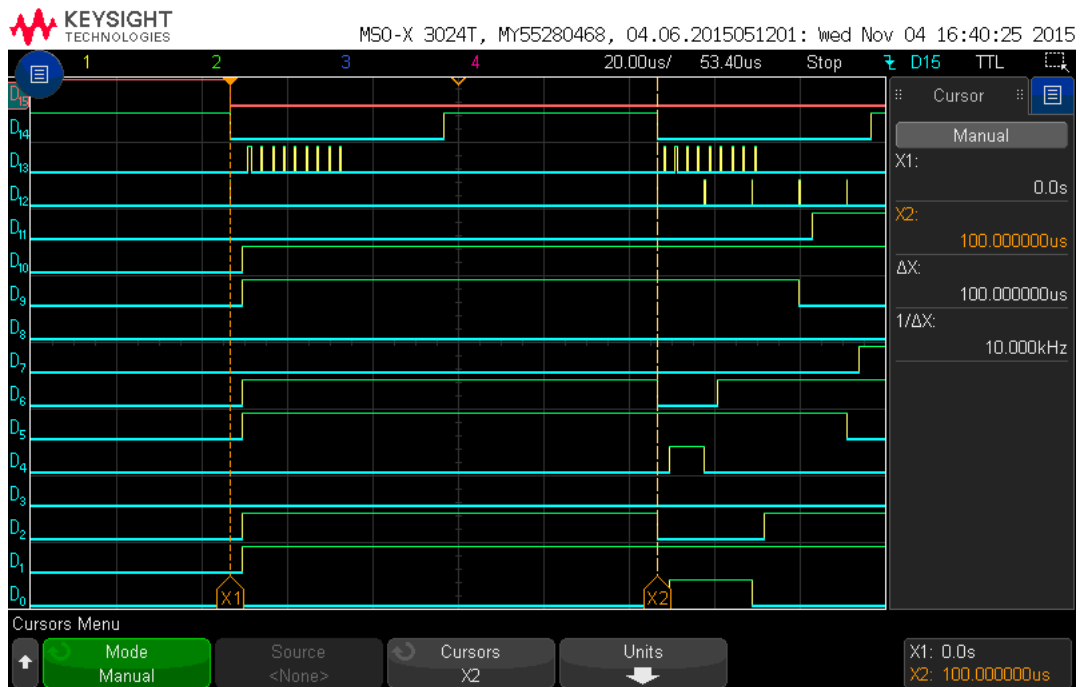 KEYSIGHT
TECHNOLOGIES
MSO-X 3024T, MY55280468, 04.06.2015051201: Wed Nov 04 16:40:25 2015
1 2 3 4 20.00us/ 53.40us Stop D15 TTL
D15
D14
D13
D12
D11
D10
D9
D8
D7
D6
D5
D4
D3
D2
D1
D0
X1 X2
Cursor
Manual
X1:
0.0s
X2:
100.000000us
ΔX:
100.000000us
1/ΔX:
10.000kHz
Cursors Menu
Mode
Manual
Source
<None>
Cursors
X2
Units
X1: 0.0s
X2: 100.000000us